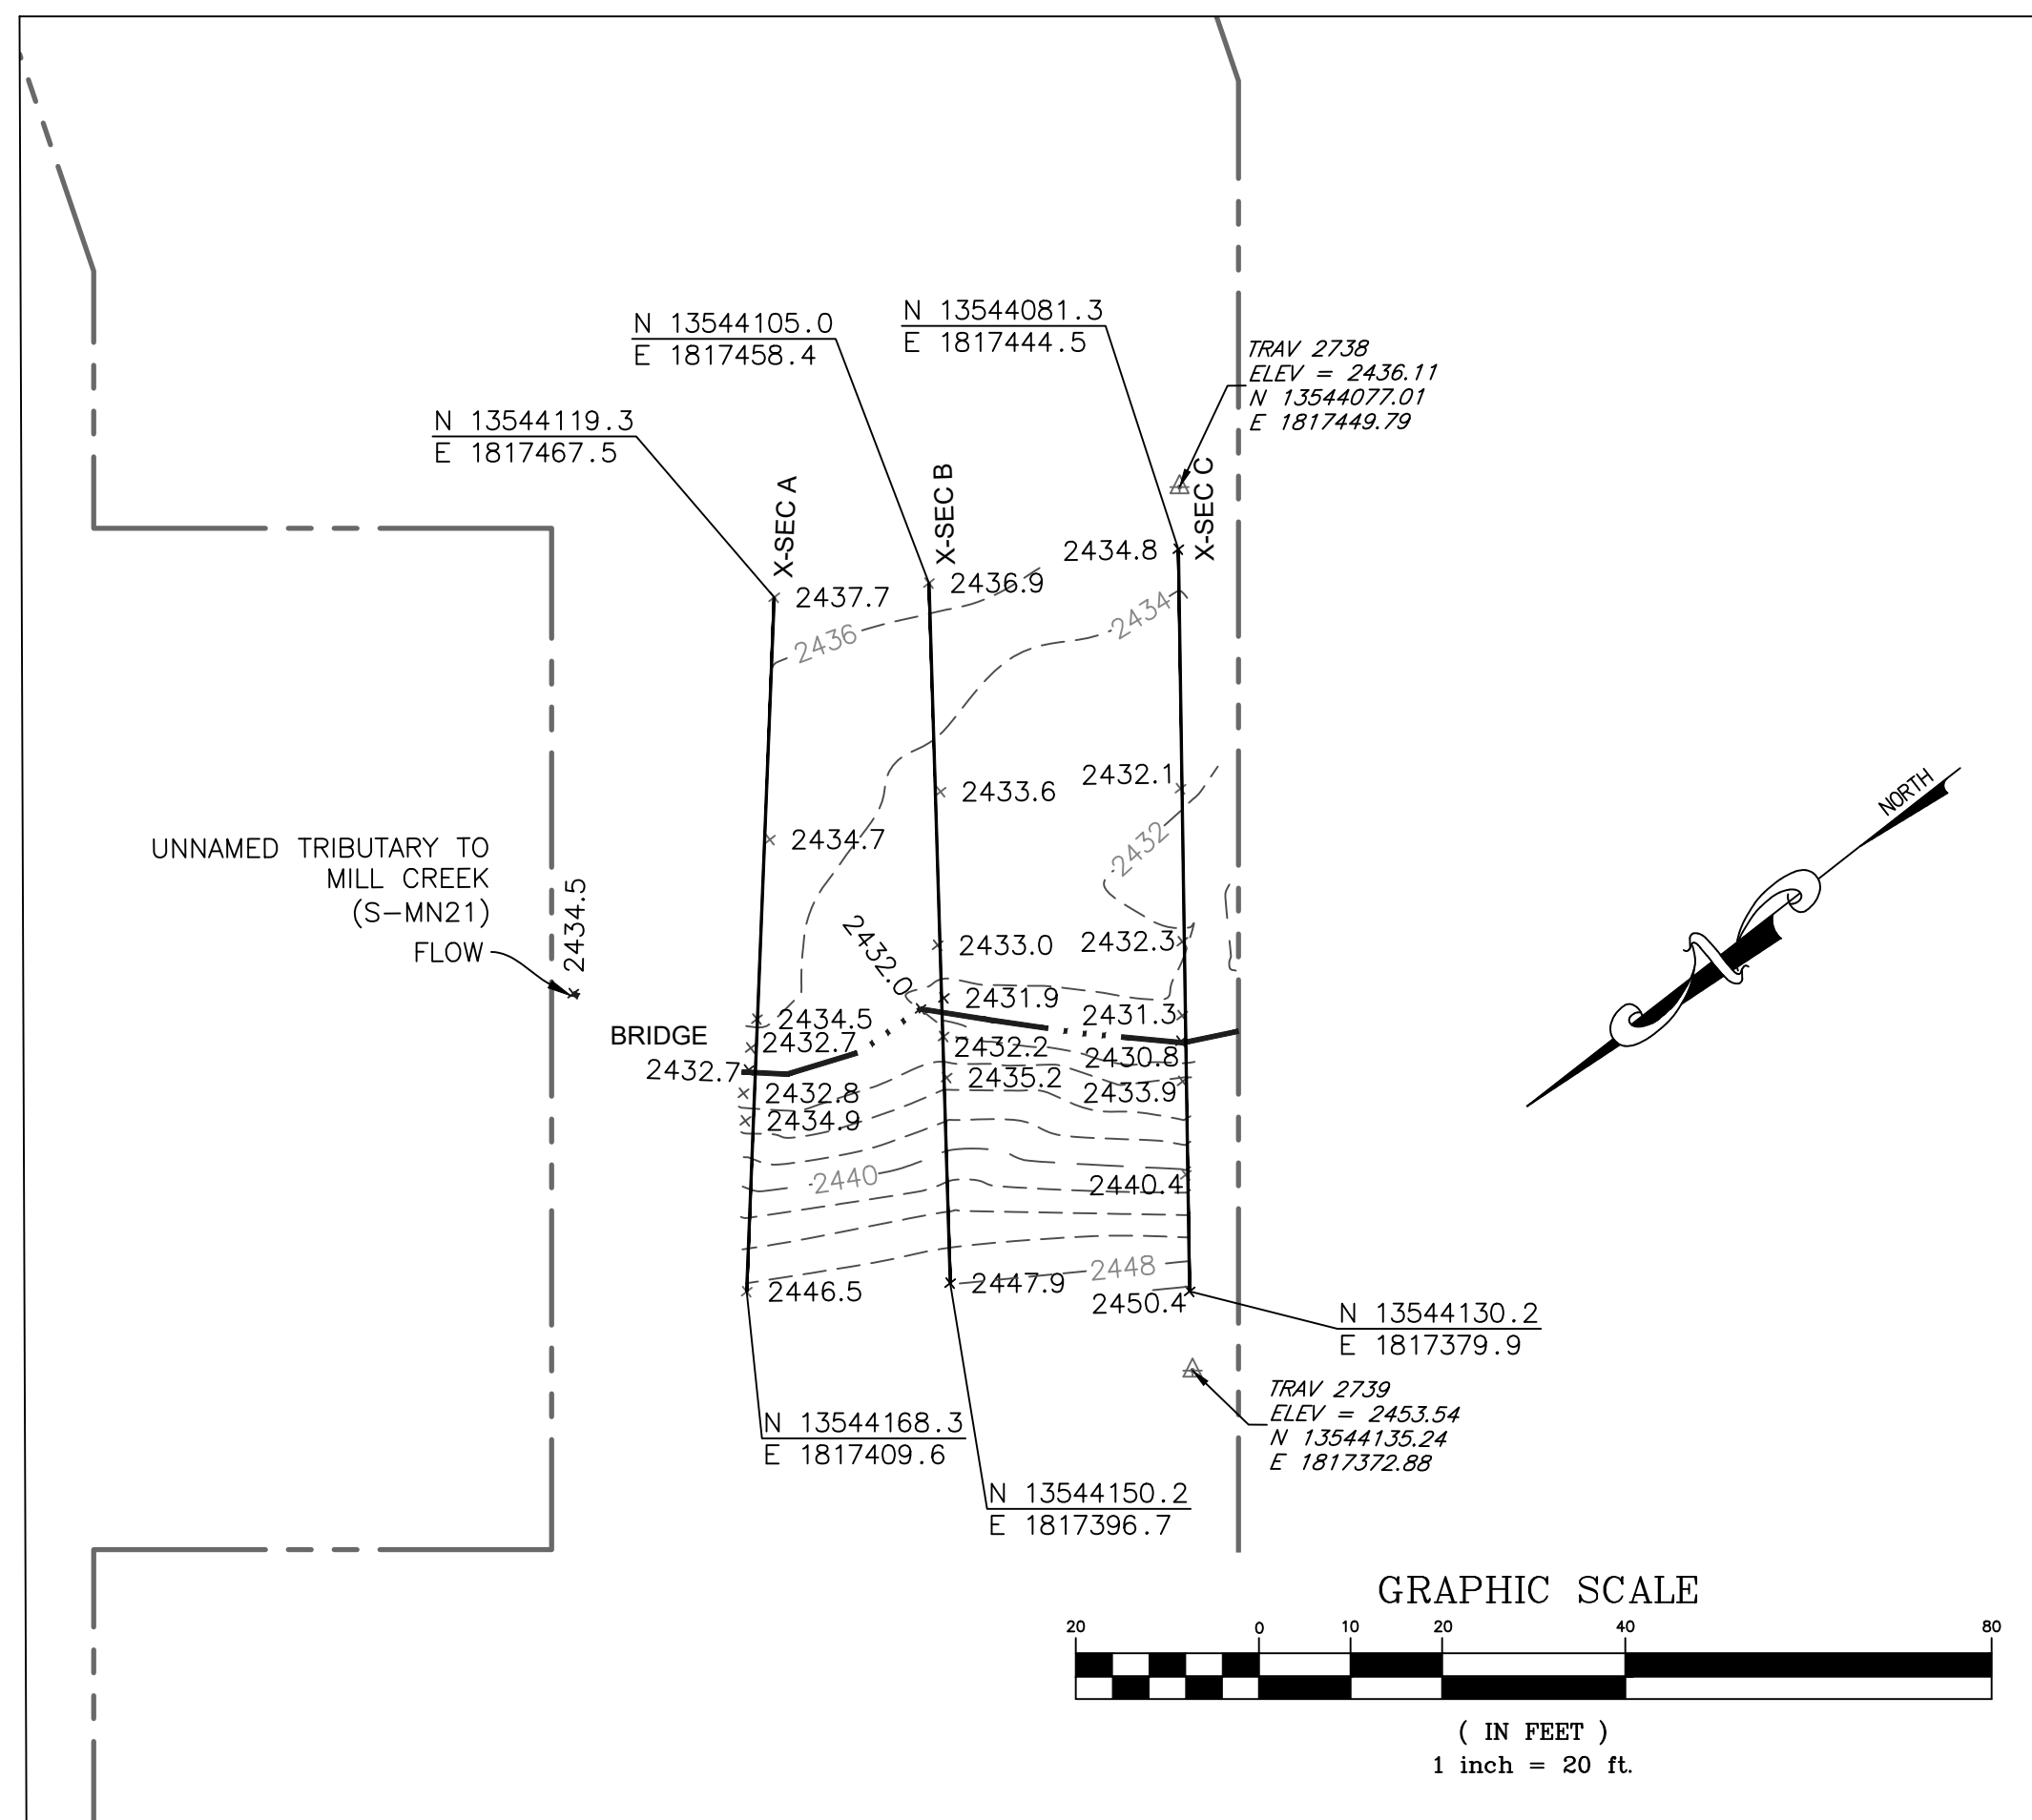 N 13544081.3
E 1817444.5
N 13544105.0
E 1817458.4
TRAV 2738
ELEV = 2436.11
N 13544077.01
E 1817449.79
N 13544119.3
E 1817467.5
X-SEC A
X-SEC B
X-SEC C
2434.8
2437.7
2436.9
2436
2434
2432.1
2433.6
2434.7
2432
NORTH
UNNAMED TRIBUTARY TO
MILL CREEK
(S-MN21)
FLOW
2434.5
2432.0
2433.0
2432.3
2431.9
2431.3
2434.5
BRIDGE
2432.7
2432.2
2430.8
2432.7
2435.2
2432.8
2433.9
2434.9
2440
2440.4
2448
2446.5
2447.9
2450.4
N 13544130.2
E 1817379.9
TRAV 2739
ELEV = 2453.54
N 13544135.24
E 1817372.88
N 13544168.3
E 1817409.6
N 13544150.2
E 1817396.7
GRAPHIC SCALE
20 0 10 20 40 80
( IN FEET )
1 inch = 20 ft.